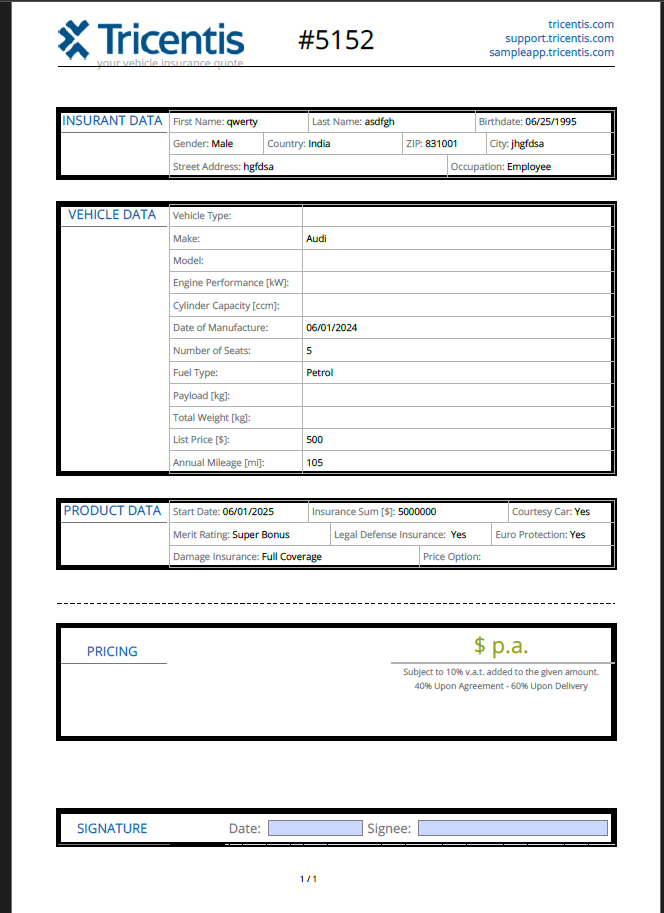 Tricentis
your vehicle insurance quote
#5152
tricentis.com
support.tricentis.com
sampleapp.tricentis.com
INSURANT DATA
First Name: qwerty Last Name: asdfgh Birthdate: 06/25/1995
Gender: Male Country: India ZIP: 831001 City: jhgfdsa
Street Address: hgfdsa Occupation: Employee
VEHICLE DATA
Vehicle Type:
Make: Audi
Model:
Engine Performance [kW]:
Cylinder Capacity [ccm]:
Date of Manufacture: 06/01/2024
Number of Seats: 5
Fuel Type: Petrol
Payload [kg]:
Total Weight [kg]:
List Price [$]: 500
Annual Mileage [mi]: 105
PRODUCT DATA
Start Date: 06/01/2025 Insurance Sum [$]: 5000000 Courtesy Car: Yes
Merit Rating: Super Bonus Legal Defense Insurance: Yes Euro Protection: Yes
Damage Insurance: Full Coverage Price Option:
PRICING
$ p.a.
Subject to 10% v.a.t. added to the given amount.
40% Upon Agreement - 60% Upon Delivery
SIGNATURE Date: Signee:
1 / 1